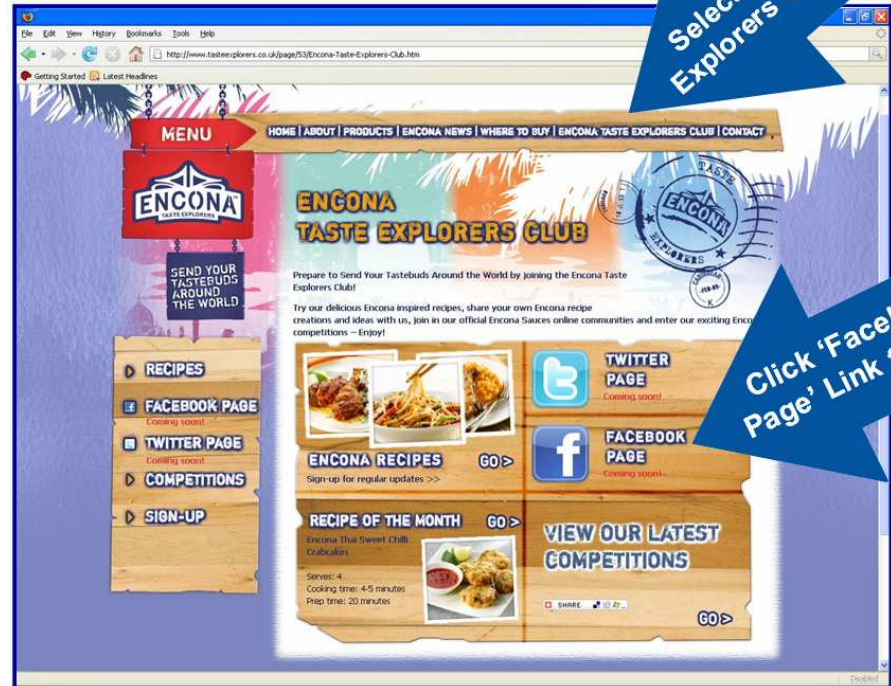 Selec
Explorers
File Edit View History Bookmarks Tools Help
http://www.tasteexplorers.co.uk/page/53/Encona-Taste-Explorers-Club.htm
Getting Started Latest Headlines
MENU
HOME | ABOUT | PRODUCTS | ENCONA NEWS | WHERE TO BUY | ENCONA TASTE EXPLORERS CLUB | CONTACT
ENCONA
TASTE EXPLORERS
SEND YOUR
TASTEBUDS
AROUND
THE WORLD
ENCONA
TASTE EXPLORERS CLUB
TASTE
ENCONA
EXPLORERS
Prepare to Send Your Tastebuds Around the World by joining the Encona Taste
Explorers Club!
Try our delicious Encona inspired recipes, share your own Encona recipe
creations and ideas with us, join in our official Encona Sauces online communities and enter our exciting Enco
competitions – Enjoy!
Click 'Face
Page' Link
RECIPES
FACEBOOK PAGE
Coming soon!
TWITTER PAGE
Coming soon!
COMPETITIONS
SIGN-UP
ENCONA RECIPES GO >
Sign-up for regular updates >>
TWITTER
PAGE
Coming soon!
FACEBOOK
PAGE
Coming soon!
RECIPE OF THE MONTH GO >
Encona Thai Sweet Chilli
Crabcakes
Serves: 4
Cooking time: 4-5 minutes
Prep time: 20 minutes
VIEW OUR LATEST
COMPETITIONS
SHARE
GO >
Disabled